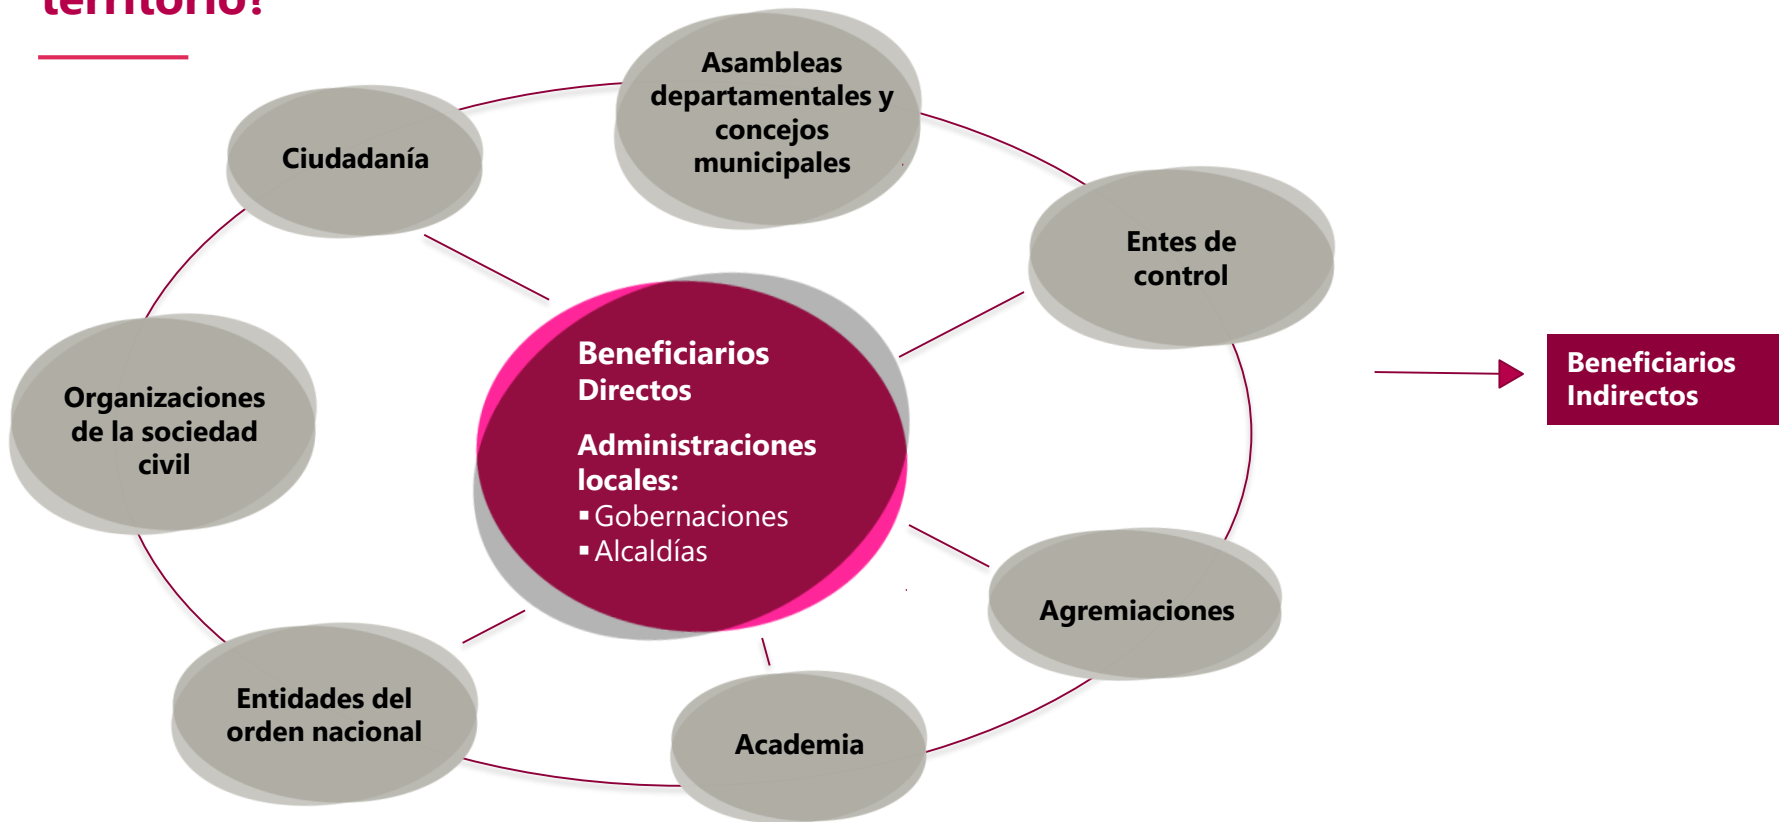 territorio?
Asambleas
departamentales y
concejos
municipales
Ciudadanía
Entes de
control
Beneficiarios
Directos
Administraciones
locales:
▪ Gobernaciones
▪ Alcaldías
Beneficiarios
Indirectos
Organizaciones
de la sociedad
civil
Agremiaciones
Entidades del
orden nacional
Academia